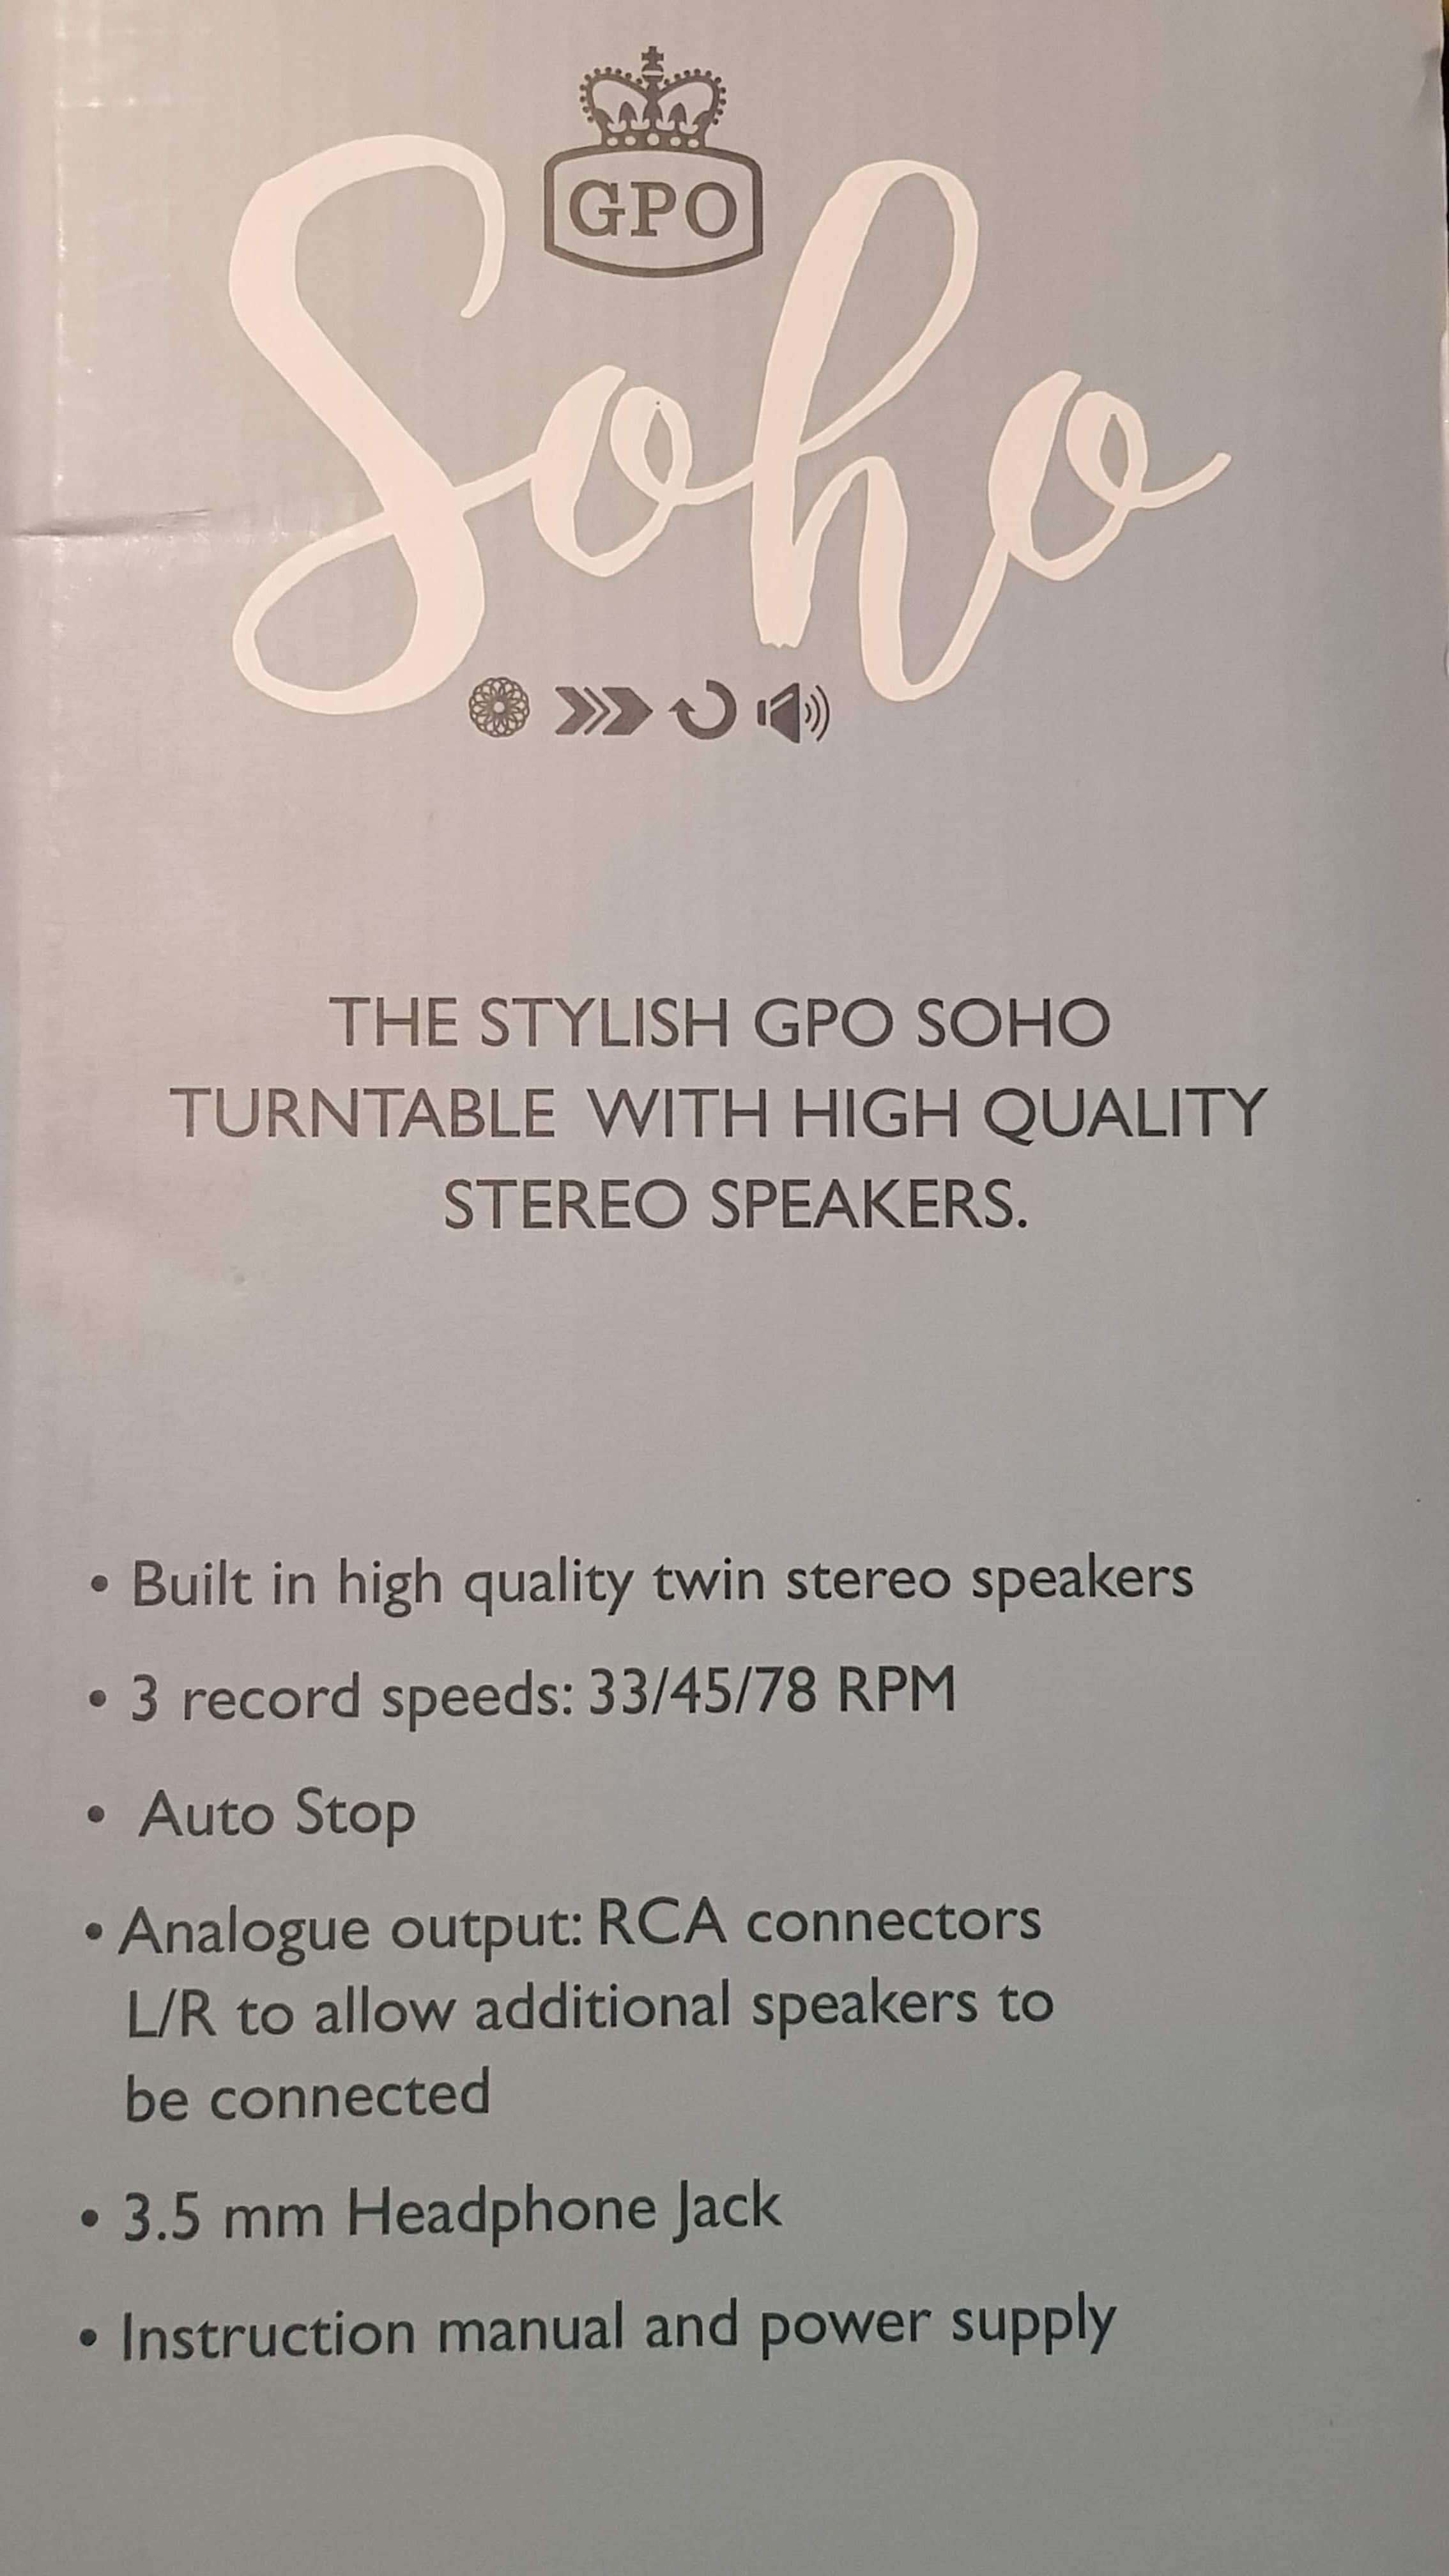 GPO
Soho
THE STYLISH GPO SOHO
TURNTABLE WITH HIGH QUALITY
STEREO SPEAKERS.
• Built in high quality twin stereo speakers
• 3 record speeds: 33/45/78 RPM
• Auto Stop
• Analogue output: RCA connectors
L/R to allow additional speakers to
be connected
• 3.5 mm Headphone Jack
• Instruction manual and power supply